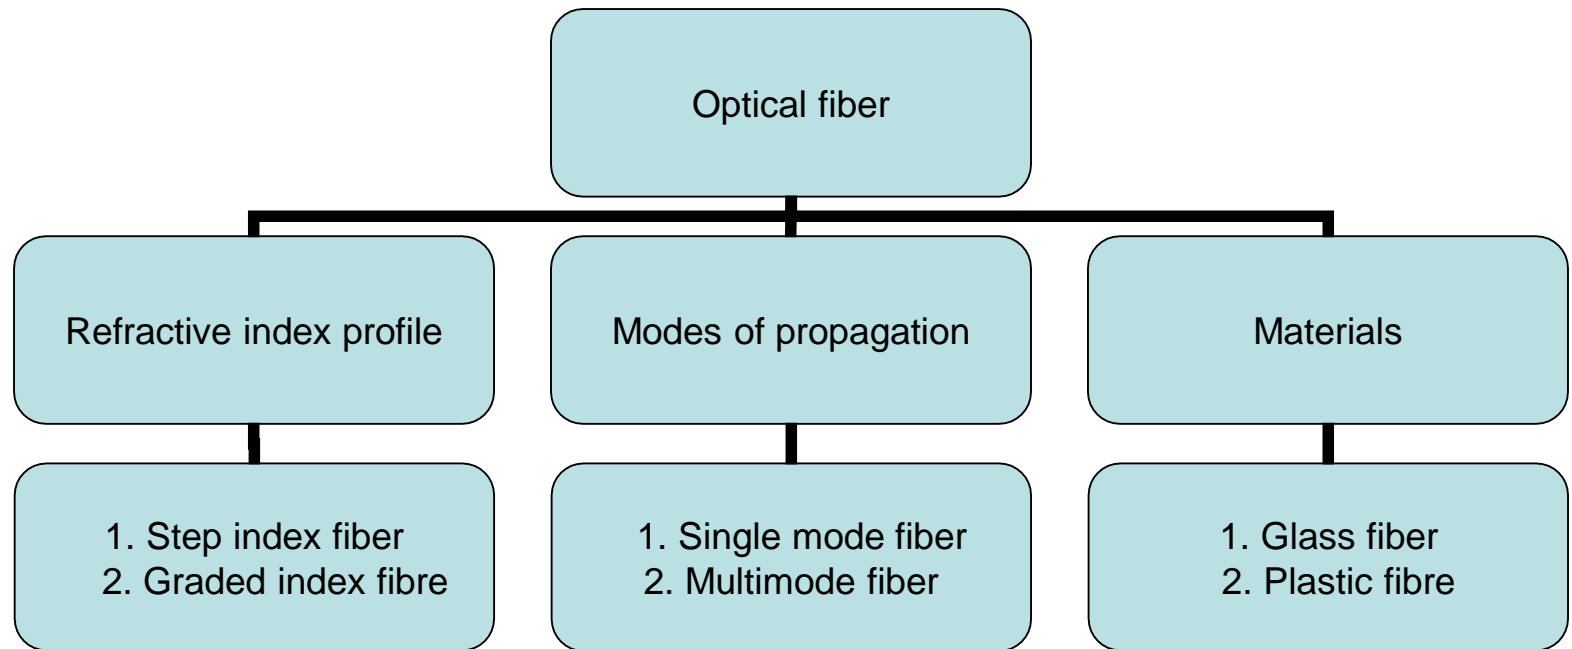 Optical fiber
Refractive index profile
Modes of propagation
Materials
1. Step index fiber
2. Graded index fibre
1. Single mode fiber
2. Multimode fiber
1. Glass fiber
2. Plastic fibre